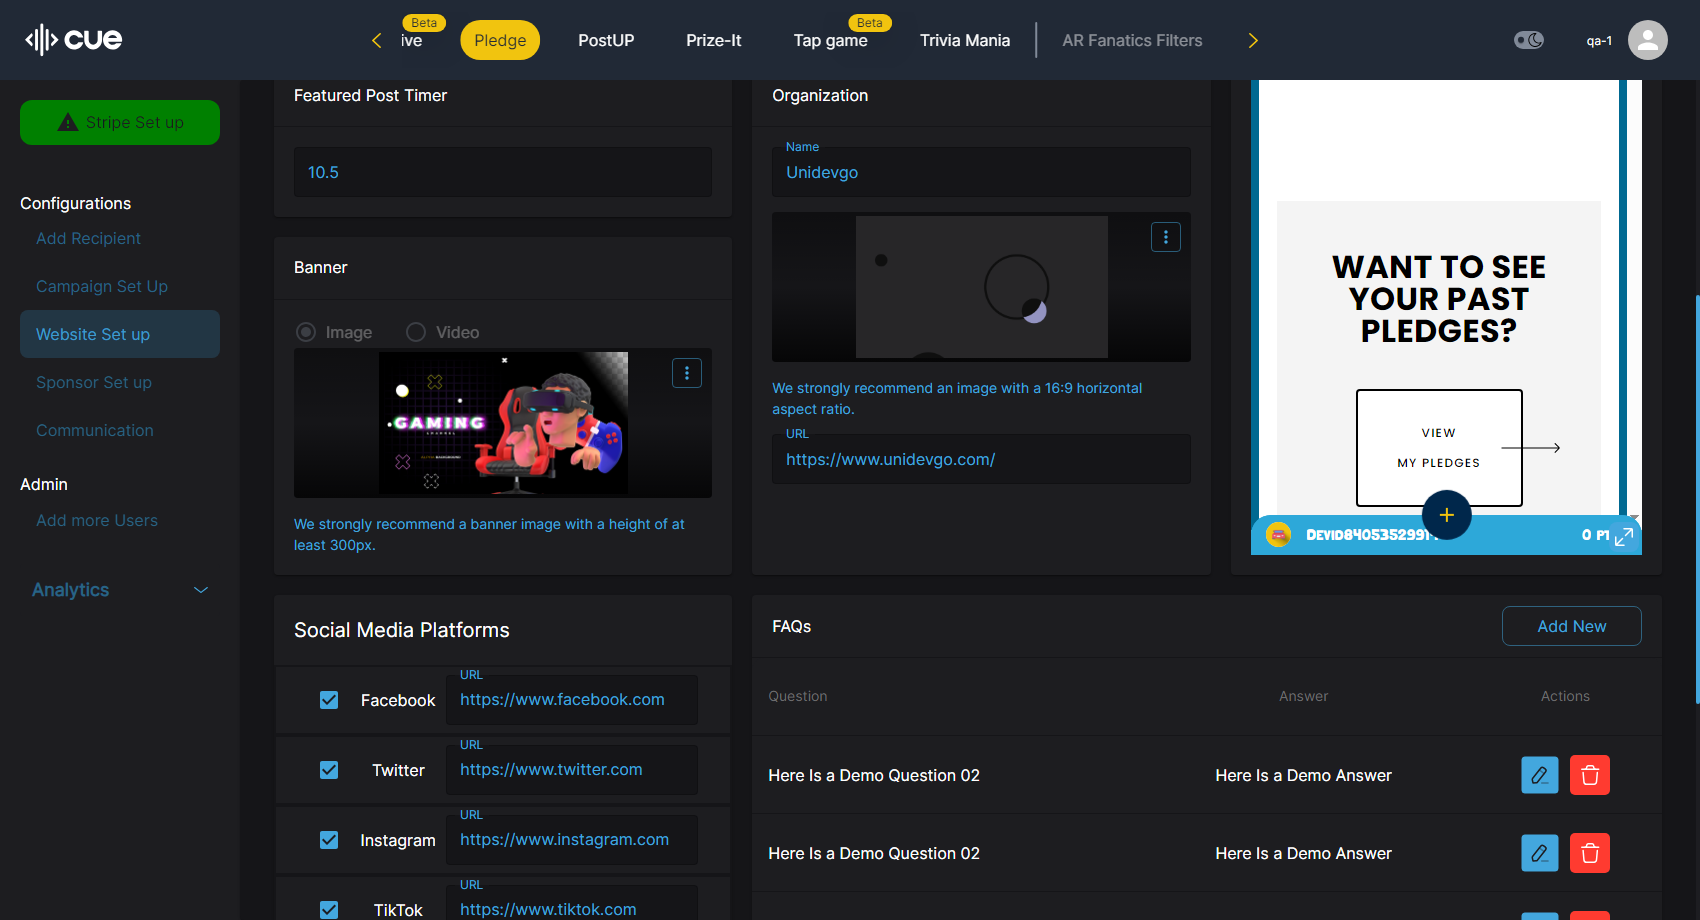 cue
Beta
ive
Pledge
PostUP
Prize-It
Beta
Tap game
Trivia Mania
AR Fanatics Filters
qa-1
Stripe Set up
Configurations
Add Recipient
Campaign Set Up
Website Set up
Sponsor Set up
Communication
Admin
Add more Users
Analytics
Featured Post Timer
10.5
Banner
Image
Video
GAMING
We strongly recommend a banner image with a height of at
least 300px.
Organization
Name
Unidevgo
We strongly recommend an image with a 16:9 horizontal
aspect ratio.
URL
https://www.unidevgo.com/
WANT TO SEE
YOUR PAST
PLEDGES?
VIEW
MY PLEDGES
0 PT
Social Media Platforms
Facebook
URL
https://www.facebook.com
Twitter
URL
https://www.twitter.com
Instagram
URL
https://www.instagram.com
TikTok
URL
https://www.tiktok.com
FAQs
Add New
Question
Answer
Actions
Here Is a Demo Question 02
Here Is a Demo Answer
Here Is a Demo Question 02
Here Is a Demo Answer